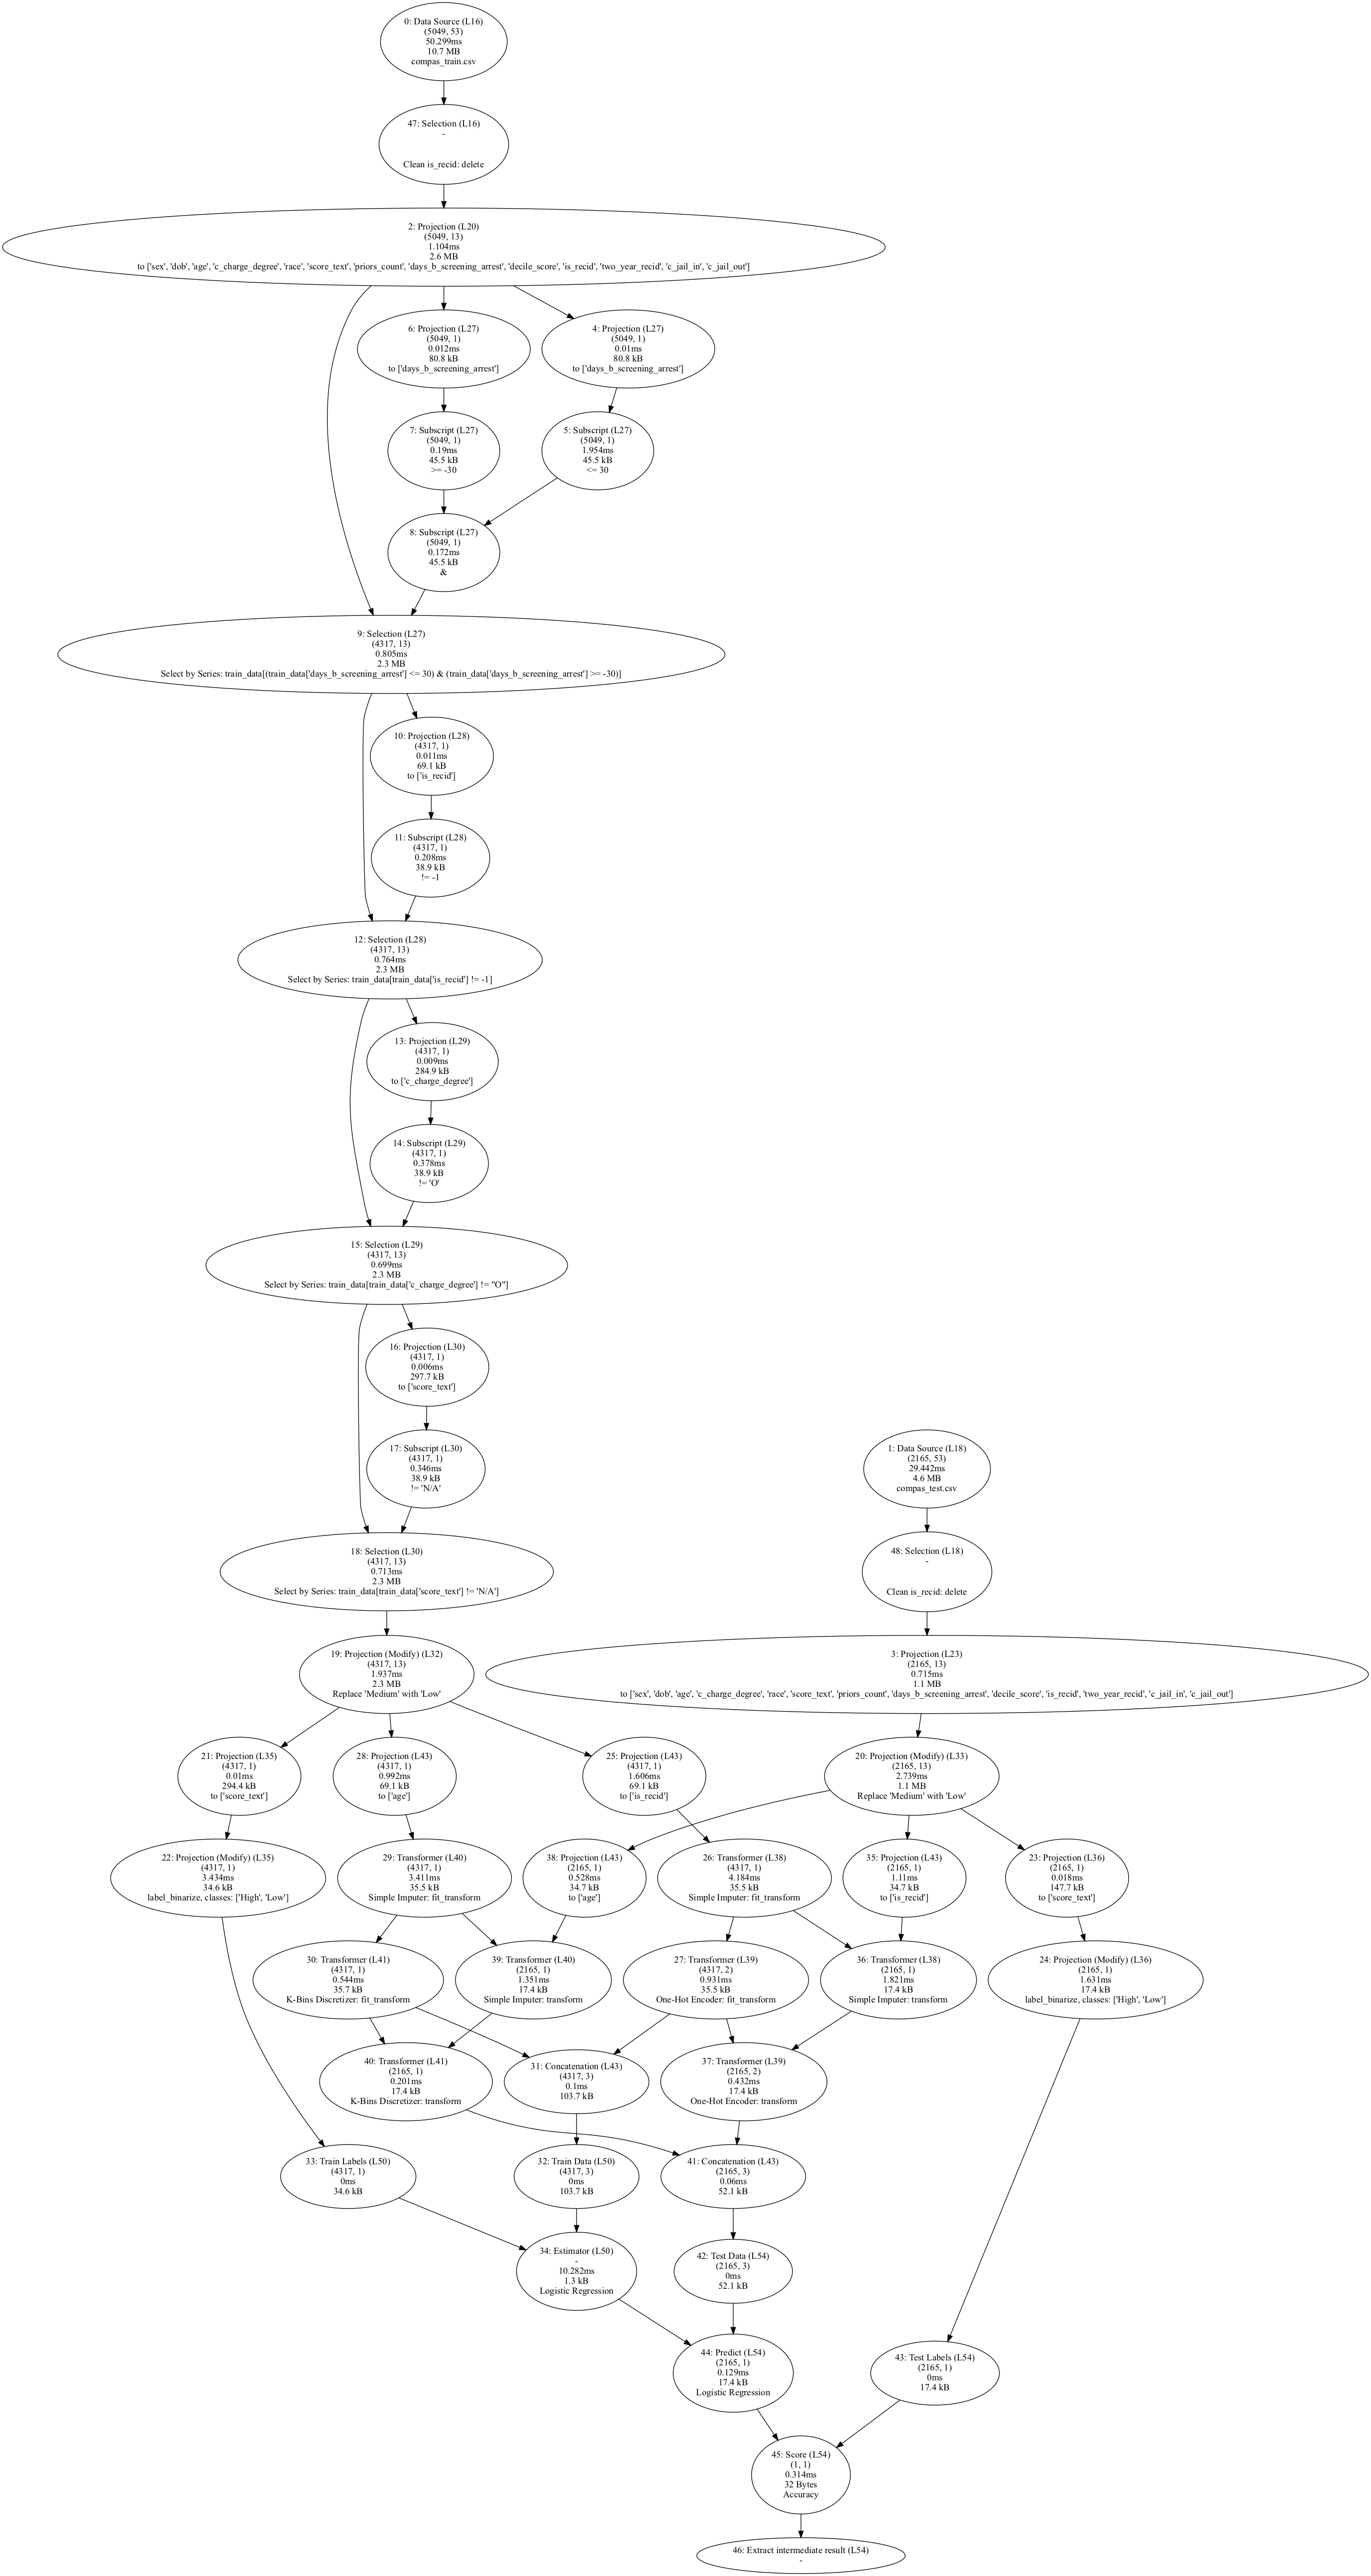 0: Data Source (L16)
(5049, 53)
50.299ms
10.7 MB
compas_train.csv
47: Selection (L16)
-
Clean is_recid: delete
2: Projection (L20)
(5049, 13)
1.104ms
2.6 MB
to ['sex', 'dob', 'age', 'c_charge_degree', 'race', 'score_text', 'priors_count', 'days_b_screening_arrest', 'decile_score', 'is_recid', 'two_year_recid', 'c_jail_in', 'c_jail_out']
6: Projection (L27)
(5049, 1)
0.012ms
80.8 kB
to ['days_b_screening_arrest']
4: Projection (L27)
(5049, 1)
0.01ms
80.8 kB
to ['days_b_screening_arrest']
7: Subscript (L27)
(5049, 1)
0.19ms
45.5 kB
>= -30
5: Subscript (L27)
(5049, 1)
1.954ms
45.5 kB
<= 30
8: Subscript (L27)
(5049, 1)
0.172ms
45.5 kB
&
9: Selection (L27)
(4317, 13)
0.805ms
2.3 MB
Select by Series: train_data[(train_data['days_b_screening_arrest'] <= 30) & (train_data['days_b_screening_arrest'] >= -30)]
10: Projection (L28)
(4317, 1)
0.011ms
69.1 kB
to ['is_recid']
11: Subscript (L28)
(4317, 1)
0.208ms
38.9 kB
!= -1
12: Selection (L28)
(4317, 13)
0.764ms
2.3 MB
Select by Series: train_data[train_data['is_recid'] != -1]
13: Projection (L29)
(4317, 1)
0.009ms
284.9 kB
to ['c_charge_degree']
14: Subscript (L29)
(4317, 1)
0.378ms
38.9 kB
!= 'O'
15: Selection (L29)
(4317, 13)
0.699ms
2.3 MB
Select by Series: train_data[train_data['c_charge_degree'] != "O"]
16: Projection (L30)
(4317, 1)
0.006ms
297.7 kB
to ['score_text']
17: Subscript (L30)
(4317, 1)
0.346ms
38.9 kB
!= 'N/A'
1: Data Source (L18)
(2165, 53)
29.442ms
4.6 MB
compas_test.csv
18: Selection (L30)
(4317, 13)
0.713ms
2.3 MB
Select by Series: train_data[train_data['score_text'] != 'N/A']
48: Selection (L18)
-
Clean is_recid: delete
19: Projection (Modify) (L32)
(4317, 13)
1.937ms
2.3 MB
Replace 'Medium' with 'Low'
3: Projection (L23)
(2165, 13)
0.715ms
1.1 MB
to ['sex', 'dob', 'age', 'c_charge_degree', 'race', 'score_text', 'priors_count', 'days_b_screening_arrest', 'decile_score', 'is_recid', 'two_year_recid', 'c_jail_in', 'c_jail_out']
21: Projection (L35)
(4317, 1)
0.01ms
294.4 kB
to ['score_text']
28: Projection (L43)
(4317, 1)
0.992ms
69.1 kB
to ['age']
25: Projection (L43)
(4317, 1)
1.606ms
69.1 kB
to ['is_recid']
20: Projection (Modify) (L33)
(2165, 13)
2.739ms
1.1 MB
Replace 'Medium' with 'Low'
22: Projection (Modify) (L35)
(4317, 1)
3.434ms
34.6 kB
label_binarize, classes: ['High', 'Low']
29: Transformer (L40)
(4317, 1)
3.411ms
35.5 kB
Simple Imputer: fit_transform
38: Projection (L43)
(2165, 1)
0.528ms
34.7 kB
to ['age']
26: Transformer (L38)
(4317, 1)
4.184ms
35.5 kB
Simple Imputer: fit_transform
35: Projection (L43)
(2165, 1)
1.11ms
34.7 kB
to ['is_recid']
23: Projection (L36)
(2165, 1)
0.018ms
147.7 kB
to ['score_text']
30: Transformer (L41)
(4317, 1)
0.544ms
35.7 kB
K-Bins Discretizer: fit_transform
39: Transformer (L40)
(2165, 1)
1.351ms
17.4 kB
Simple Imputer: transform
27: Transformer (L39)
(4317, 2)
0.931ms
35.5 kB
One-Hot Encoder: fit_transform
36: Transformer (L38)
(2165, 1)
1.821ms
17.4 kB
Simple Imputer: transform
24: Projection (Modify) (L36)
(2165, 1)
1.631ms
17.4 kB
label_binarize, classes: ['High', 'Low']
40: Transformer (L41)
(2165, 1)
0.201ms
17.4 kB
K-Bins Discretizer: transform
31: Concatenation (L43)
(4317, 3)
0.1ms
103.7 kB
37: Transformer (L39)
(2165, 2)
0.432ms
17.4 kB
One-Hot Encoder: transform
33: Train Labels (L50)
(4317, 1)
0ms
34.6 kB
32: Train Data (L50)
(4317, 3)
0ms
103.7 kB
41: Concatenation (L43)
(2165, 3)
0.06ms
52.1 kB
34: Estimator (L50)
-
10.282ms
1.3 kB
Logistic Regression
42: Test Data (L54)
(2165, 3)
0ms
52.1 kB
44: Predict (L54)
(2165, 1)
0.129ms
17.4 kB
Logistic Regression
43: Test Labels (L54)
(2165, 1)
0ms
17.4 kB
45: Score (L54)
(1, 1)
0.314ms
32 Bytes
Accuracy
46: Extract intermediate result (L54)
-